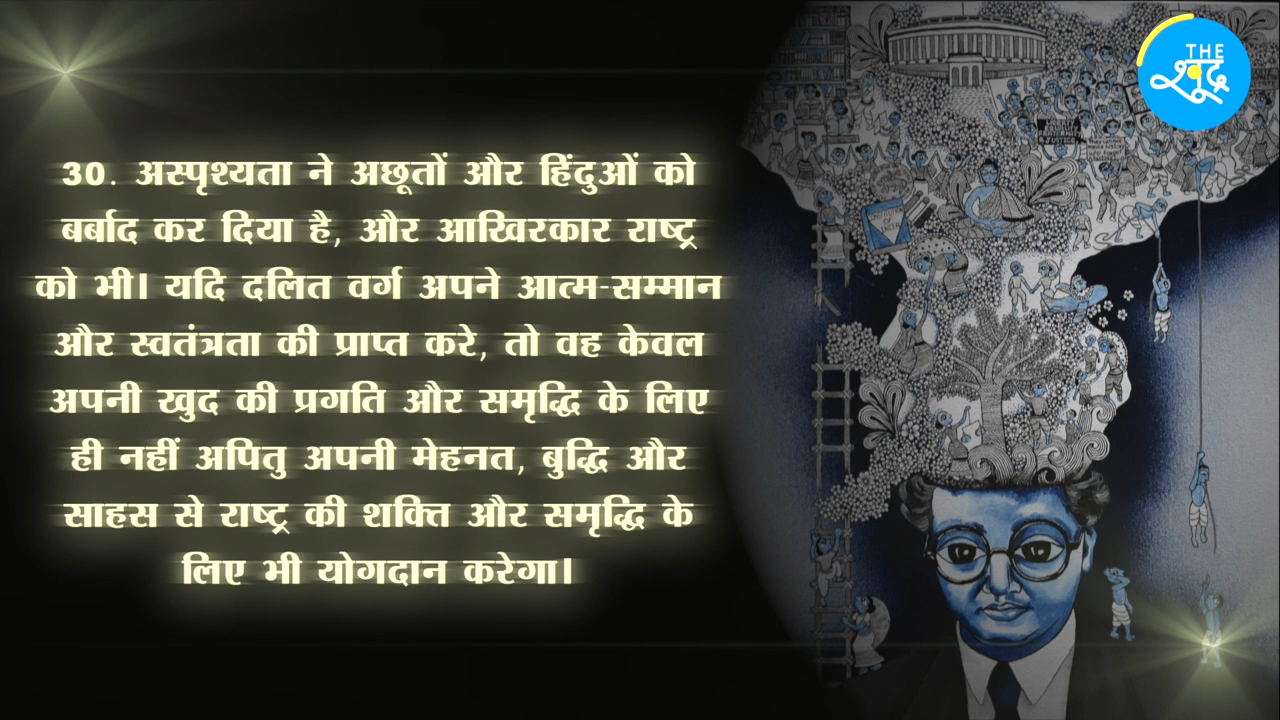 THE
शूद्र
30. अस्पृश्यता ने अछूतों और हिंदुओं को
बर्बाद कर दिया है, और आखिरकार राष्ट्र
को भी। यदि दलित वर्ग अपने आत्म-सम्मान
और स्वतंत्रता की प्राप्त करे, तो वह केवल
अपनी खुद की प्रगति और समृद्धि के लिए
ही नहीं अपितु अपनी मेहनत, बुद्धि और
साहस से राष्ट्र की शक्ति और समृद्धि के
लिए भी योगदान करेगा।
FRATERNITY
& JUSTICE